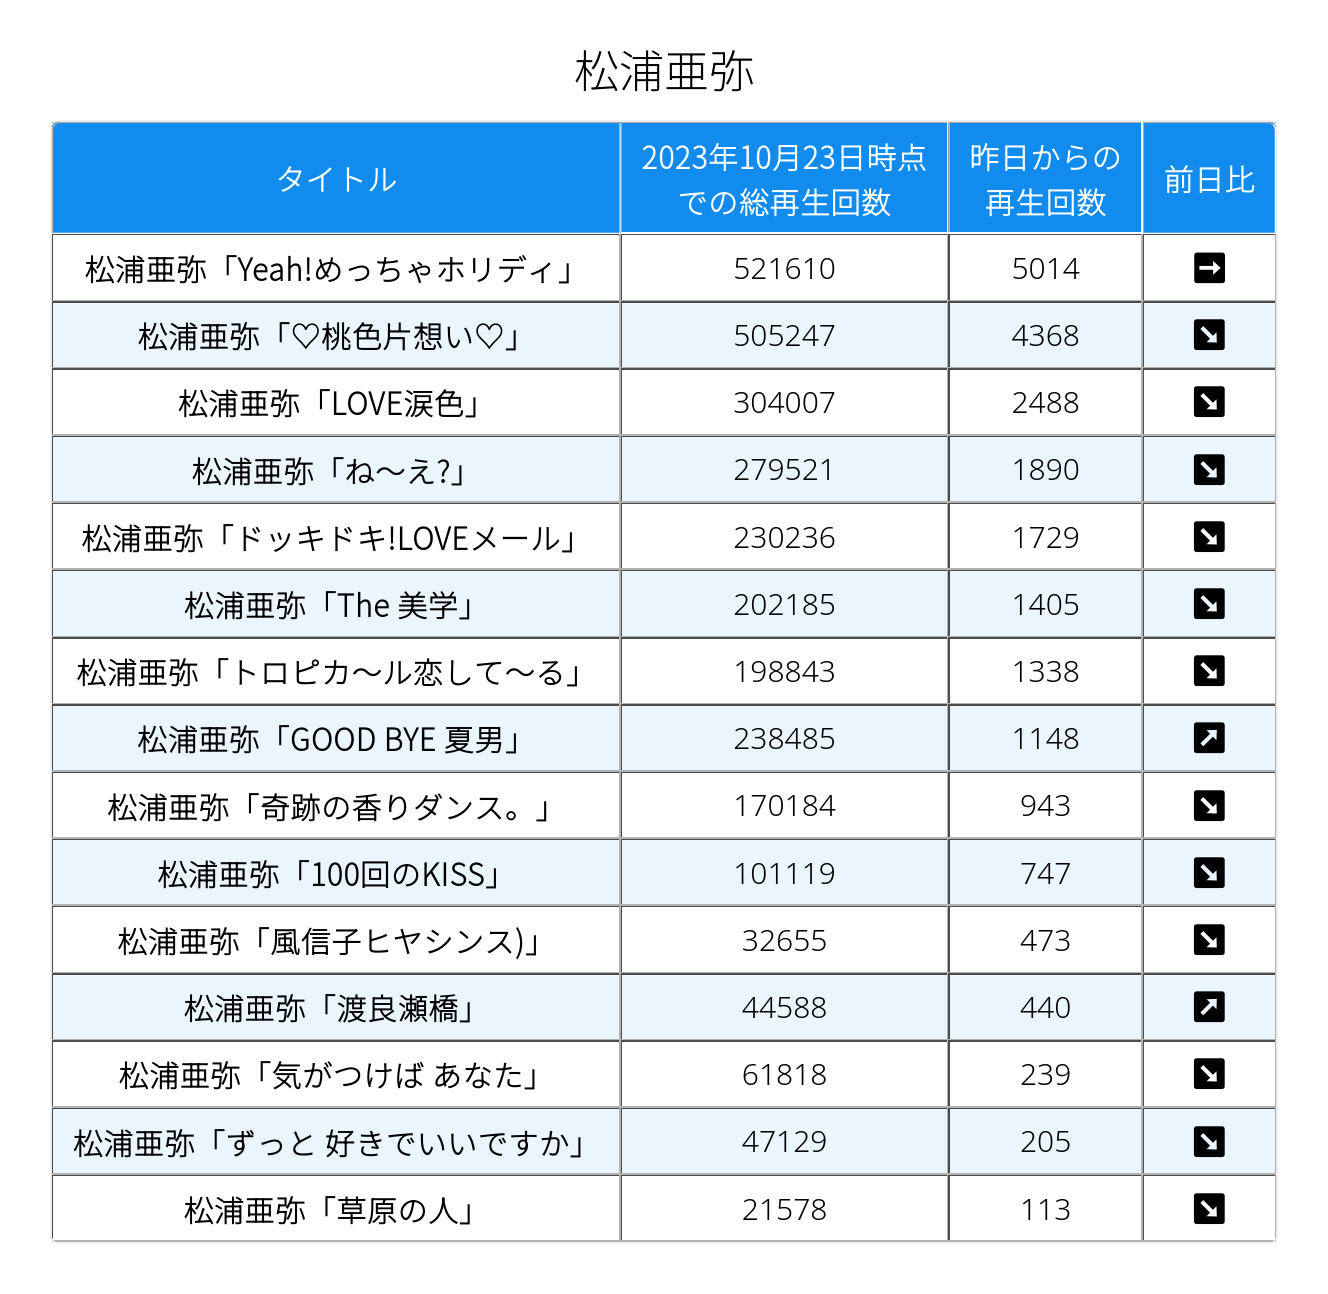 松浦亜弥
タイトル 2023年10月23日時点での総再生回数 昨日からの再生回数 前日比
松浦亜弥「Yeah!めっちゃホリディ」 521610 5014 ➡
松浦亜弥「♡桃色片想い♡」 505247 4368 ↘
松浦亜弥「LOVE涙色」 304007 2488 ↘
松浦亜弥「ね～え?」 279521 1890 ↘
松浦亜弥「ドッキドキ!LOVEメール」 230236 1729 ↘
松浦亜弥「The 美学」 202185 1405 ↘
松浦亜弥「トロピカ～ル恋して～る」 198843 1338 ↘
松浦亜弥「GOOD BYE 夏男」 238485 1148 ↗
松浦亜弥「奇跡の香りダンス。」 170184 943 ↘
松浦亜弥「100回のKISS」 101119 747 ↘
松浦亜弥「風信子ヒヤシンス)」 32655 473 ↘
松浦亜弥「渡良瀬橋」 44588 440 ↗
松浦亜弥「気がつけば あなた」 61818 239 ↘
松浦亜弥「ずっと 好きでいいですか」 47129 205 ↘
松浦亜弥「草原の人」 21578 113 ↘